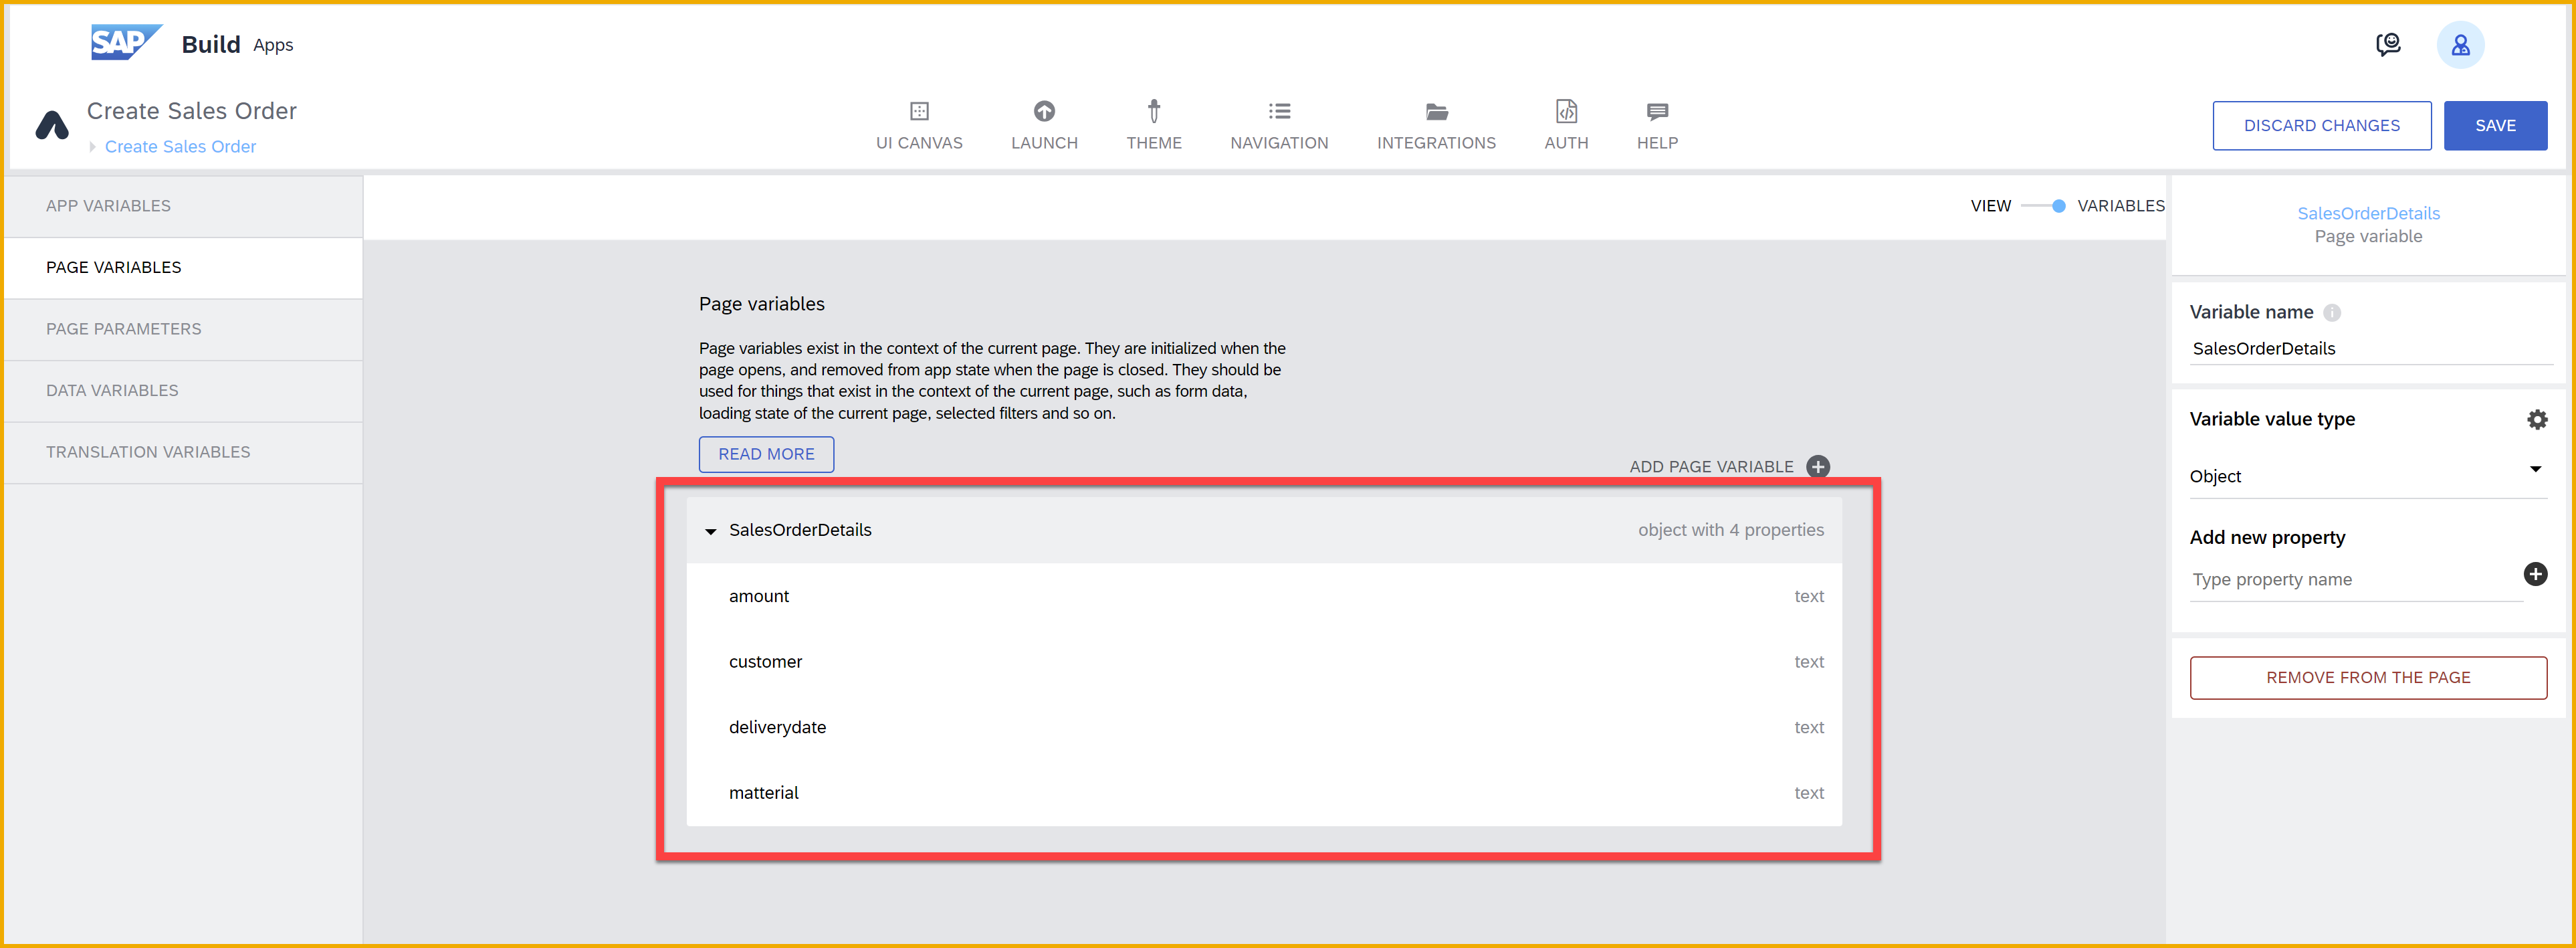 SAP Build Apps
Create Sales Order
Create Sales Order
UI CANVAS
LAUNCH
THEME
NAVIGATION
INTEGRATIONS
AUTH
HELP
DISCARD CHANGES
SAVE
APP VARIABLES
PAGE VARIABLES
PAGE PARAMETERS
DATA VARIABLES
TRANSLATION VARIABLES
VIEW
VARIABLES
Page variables
Page variables exist in the context of the current page. They are initialized when the
page opens, and removed from app state when the page is closed. They should be
used for things that exist in the context of the current page, such as form data,
loading state of the current page, selected filters and so on.
READ MORE
ADD PAGE VARIABLE
SalesOrderDetails
object with 4 properties
amount
text
customer
text
deliverydate
text
matterial
text
SalesOrderDetails
Page variable
Variable name
SalesOrderDetails
Variable value type
Object
Add new property
Type property name
REMOVE FROM THE PAGE